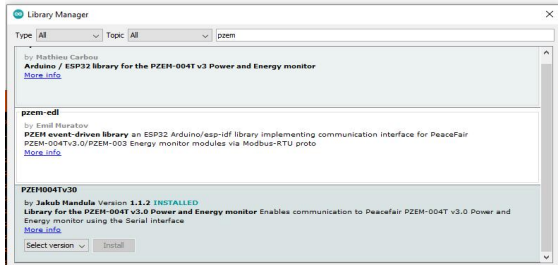 Library Manager
Type All Topic All pzem
by Mathieu Carbou
Arduino / ESP32 library for the PZEM-004T v3 Power and Energy monitor
More info
pzem-edl
by Emil Muratov
PZEM event-driven library an ESP32 Arduino/esp-idf library implementing communication interface for PeaceFair
PZEM-004Tv3.0/PZEM-003 Energy monitor modules via Modbus-RTU proto
More info
PZEM004Tv30
by Jakub Mandula Version 1.1.2 INSTALLED
Library for the PZEM-004T v3.0 Power and Energy monitor Enables communication to Peacefair PZEM-004T v3.0 Power and
Energy monitor using the Serial interface
More info
Select version Install